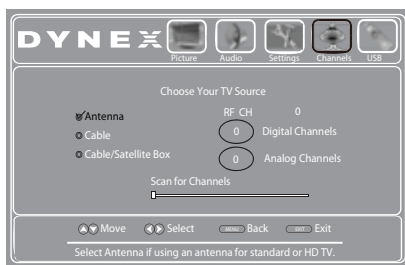 DYNEX
Picture Audio Settings Channels USB
Choose Your TV Source
Antenna RF CH 0
Cable 0 Digital Channels
Cable/Satellite Box 0 Analog Channels
Scan for Channels
Move Select MENU Back EXIT Exit
Select Antenna if using an antenna for standard or HD TV.